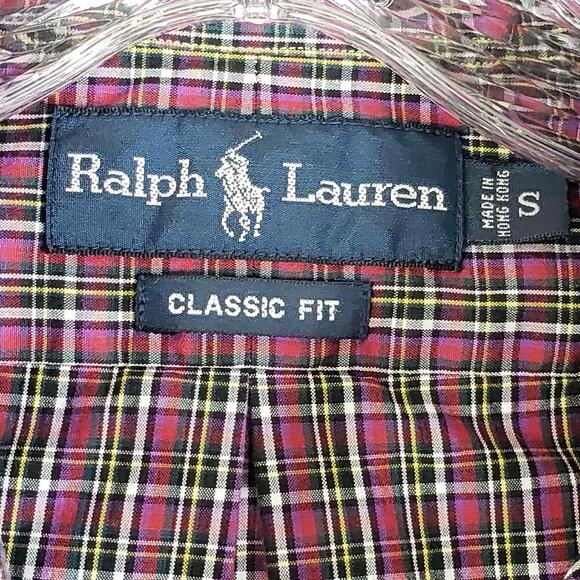 Ralph Lauren
MADE IN
HONG KONG
S
CLASSIC FIT